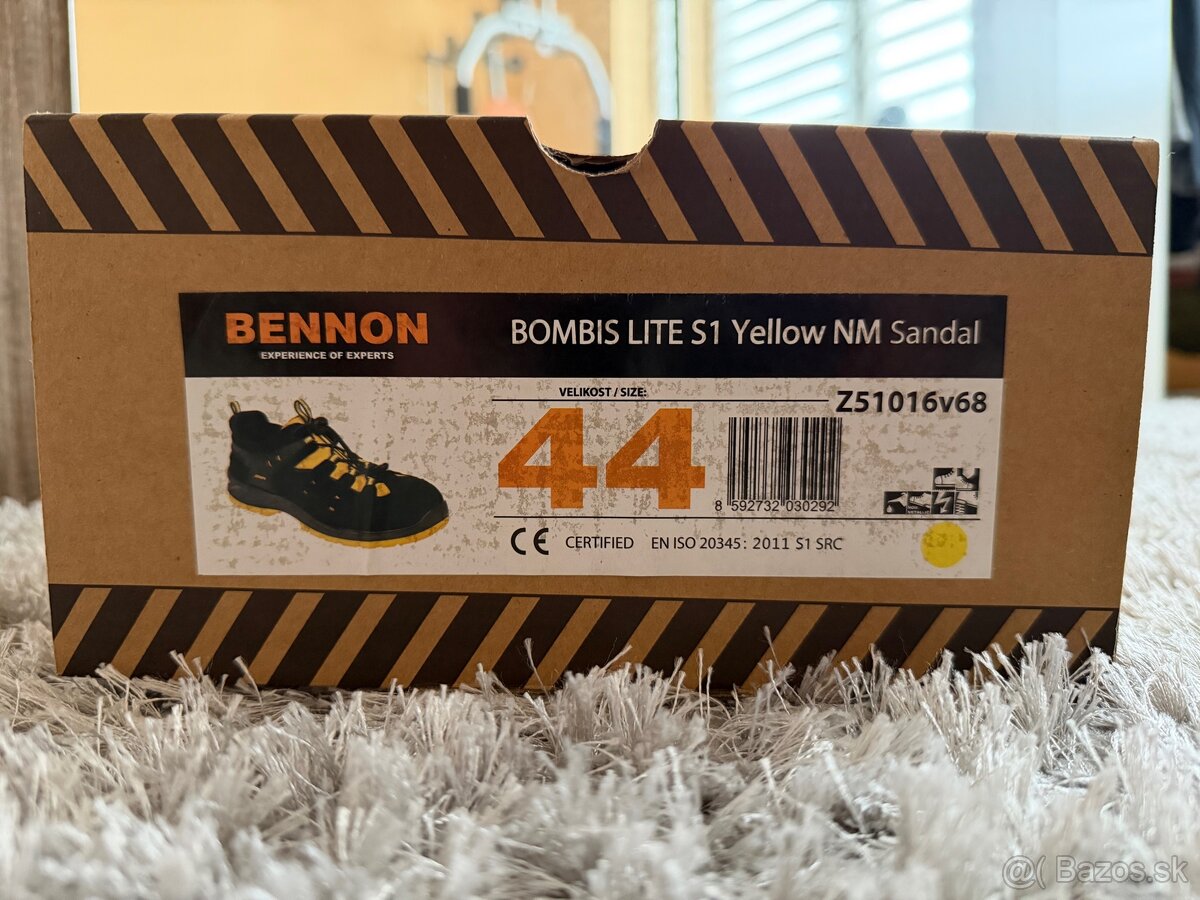 BENNON
EXPERIENCE OF EXPERTS
BOMBIS LITE S1 Yellow NM Sandal
VELIKOST / SIZE:
44
Z51016v68
8 592732 030292
CE CERTIFIED EN ISO 20345: 2011 S1 SRC
@( Bazos.sk